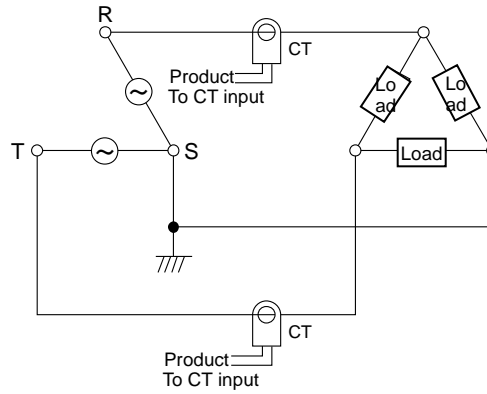 R
CT
Product
To CT input
Lo
ad
Lo
ad
T
S
Load
CT
Product
To CT input